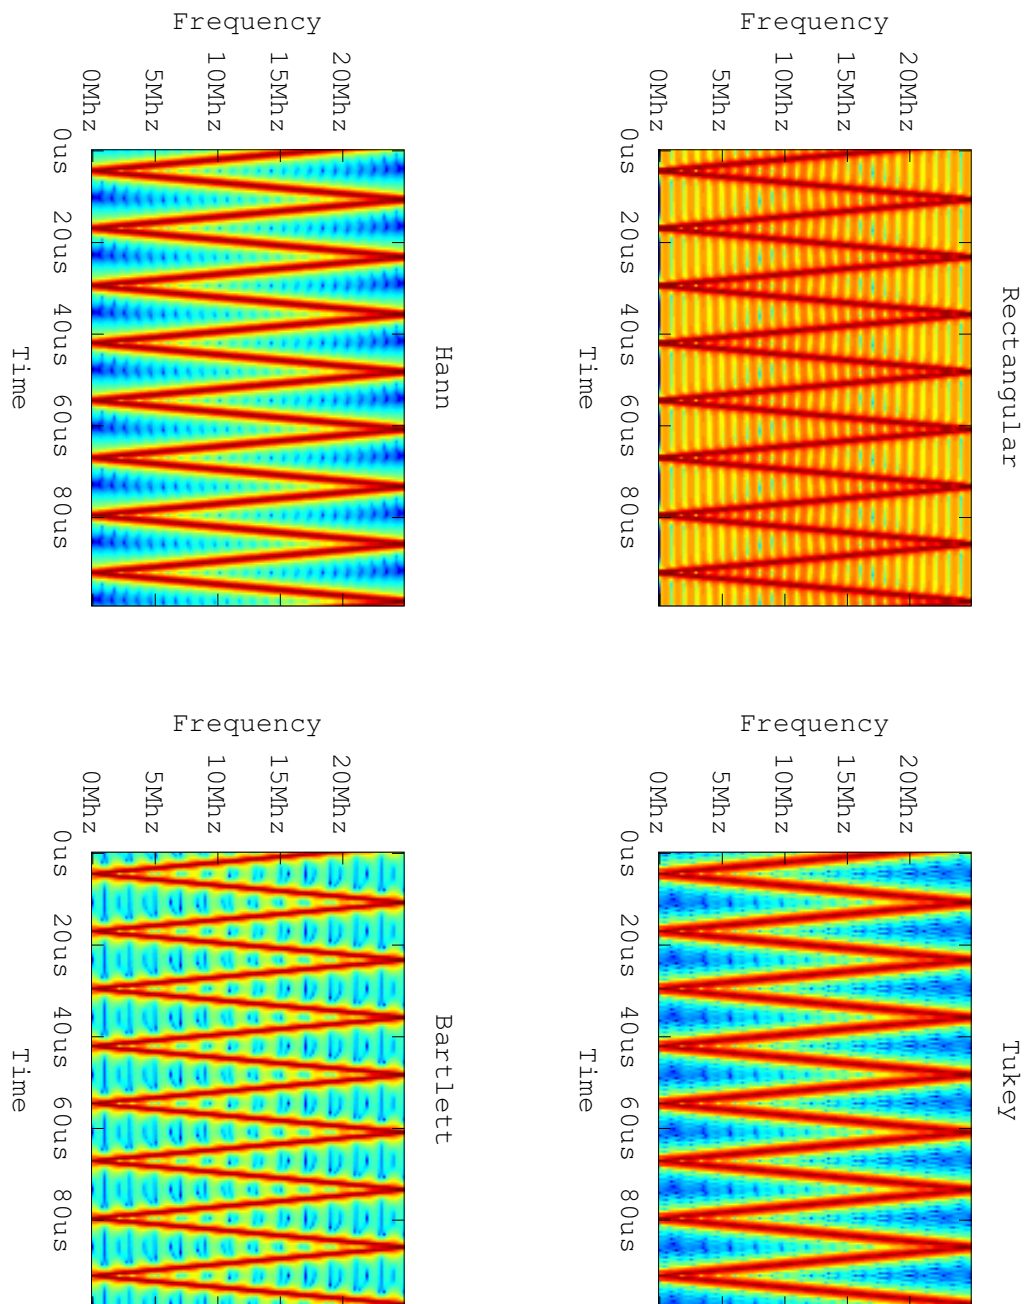 Rectangular
Frequency
20Mhz
15Mhz
10Mhz
5Mhz
0Mhz
0us
20us
40us
60us
80us
Time
Tukey
Frequency
20Mhz
15Mhz
10Mhz
5Mhz
0Mhz
0us
20us
40us
60us
80us
Time
Hann
Frequency
20Mhz
15Mhz
10Mhz
5Mhz
0Mhz
0us
20us
40us
60us
80us
Time
Bartlett
Frequency
20Mhz
15Mhz
10Mhz
5Mhz
0Mhz
0us
20us
40us
60us
80us
Time